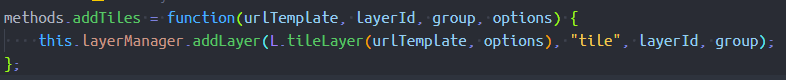 methods.addTiles = function(urlTemplate, layerId, group, options) {
    this.layerManager.addLayer(L.tileLayer(urlTemplate, options), "tile", layerId, group);
};